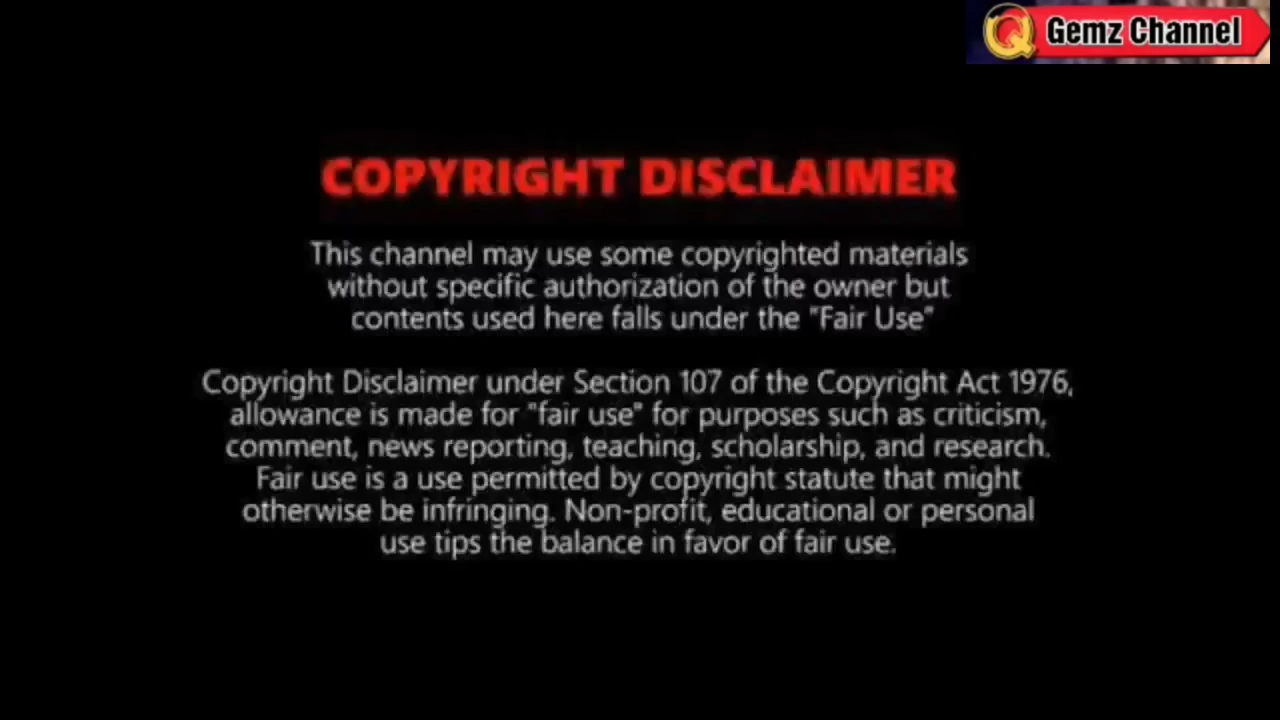 Gemz Channel
COPYRIGHT DISCLAIMER
This channel may use some copyrighted materials
without specific authorization of the owner but
contents used here falls under the "Fair Use"
Copyright Disclaimer under Section 107 of the Copyright Act 1976,
allowance is made for "fair use" for purposes such as criticism,
comment, news reporting, teaching, scholarship, and research.
Fair use is a use permitted by copyright statute that might
otherwise be infringing. Non-profit, educational or personal
use tips the balance in favor of fair use.